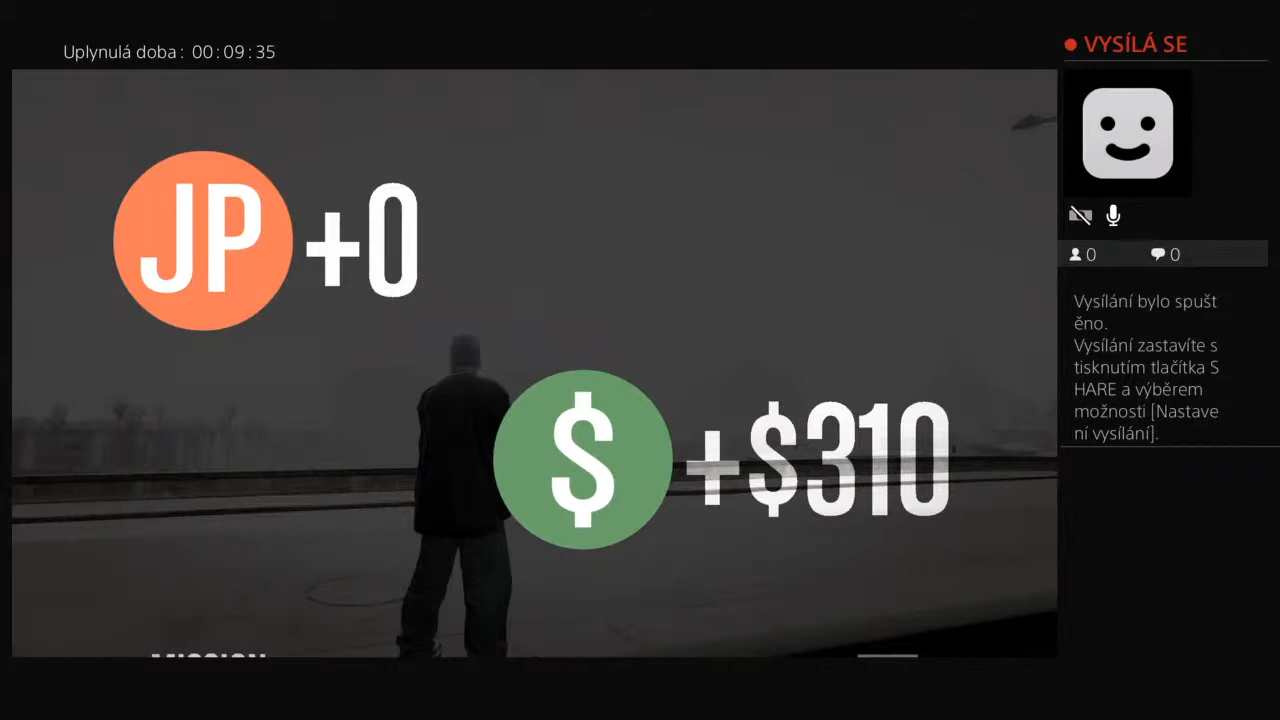 Uplynulá doba: 00:09:35
VYSÍLÁ SE
JP +0
$ +$310
0 0
Vysílání bylo spušt
ěno.
Vysílání zastavíte s
tisknutím tlačítka S
HARE a výběrem
možnosti [Nastave
ní vysílání].
MISSION